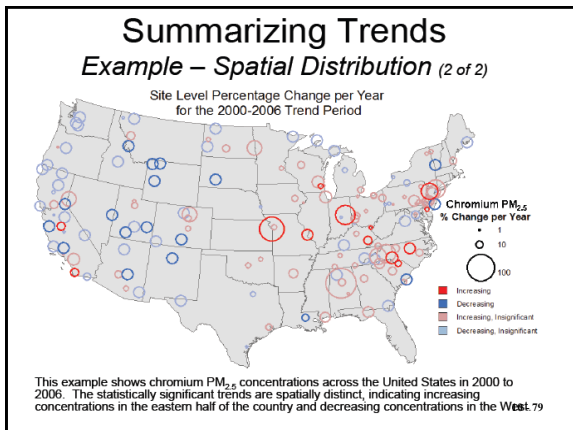 Summarizing Trends
Example – Spatial Distribution (2 of 2)
Site Level Percentage Change per Year
for the 2000-2006 Trend Period
Chromium PM2.5
% Change per Year
1
10
100
Increasing
Decreasing
Increasing, Insignificant
Decreasing, Insignificant
This example shows chromium PM2.5 concentrations across the United States in 2000 to
2006. The statistically significant trends are spatially distinct, indicating increasing
concentrations in the eastern half of the country and decreasing concentrations in the West.
79